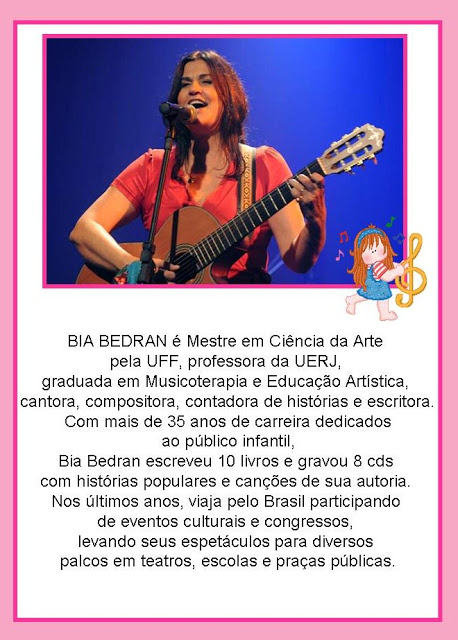 BIA BEDRAN é Mestre em Ciência da Arte
pela UFF, professora da UERJ,
graduada em Musicoterapia e Educação Artística,
cantora, compositora, contadora de histórias e escritora.
Com mais de 35 anos de carreira dedicados
ao público infantil,
Bia Bedran escreveu 10 livros e gravou 8 cds
com histórias populares e canções de sua autoria.
Nos últimos anos, viaja pelo Brasil participando
de eventos culturais e congressos,
levando seus espetáculos para diversos
palcos em teatros, escolas e praças públicas.